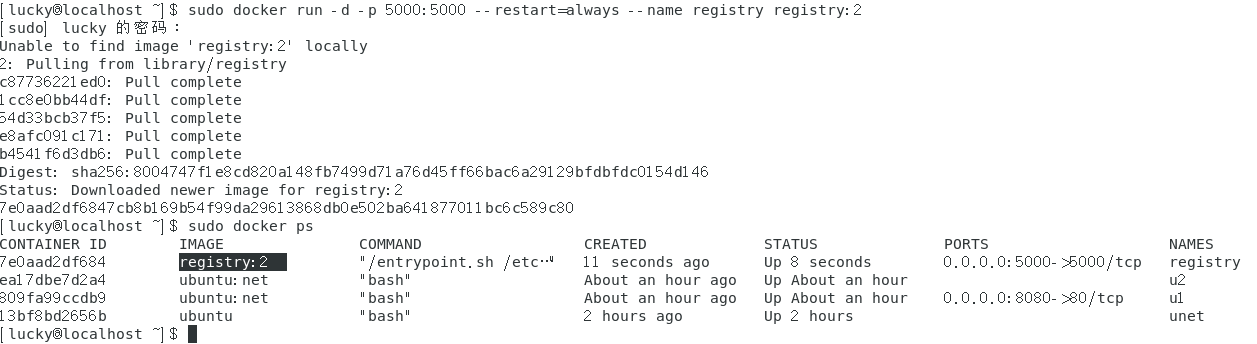 [lucky@localhost ~]$ sudo docker run -d -p 5000:5000 --restart=always --name registry registry:2
[sudo] lucky 的密码：
Unable to find image 'registry:2' locally
2: Pulling from library/registry
c87736221ed0: Pull complete
1cc8e0bb44df: Pull complete
54d33bcb37f5: Pull complete
e8afc091c171: Pull complete
b4541f6d3db6: Pull complete
Digest: sha256:8004747f1e8cd820a148fb7499d71a76d45ff66bac6a29129bfdbfdc0154d146
Status: Downloaded newer image for registry:2
7e0aad2df6847cb8b169b54f99da29613868db0e502ba641877011bc6c589c80
[lucky@localhost ~]$ sudo docker ps
CONTAINER ID        IMAGE               COMMAND                  CREATED             STATUS              PORTS                    NAMES
7e0aad2df684        registry:2          "/entrypoint.sh /etc…"   11 seconds ago      Up 8 seconds        0.0.0.0:5000->5000/tcp   registry
ea17dbe7d2a4        ubuntu:net          "bash"                   About an hour ago   Up About an hour                             u2
809fa99ccdb9        ubuntu:net          "bash"                   About an hour ago   Up About an hour    0.0.0.0:8080->80/tcp     u1
13bf8bd2656b        ubuntu              "bash"                   2 hours ago         Up 2 hours                                   unet
[lucky@localhost ~]$